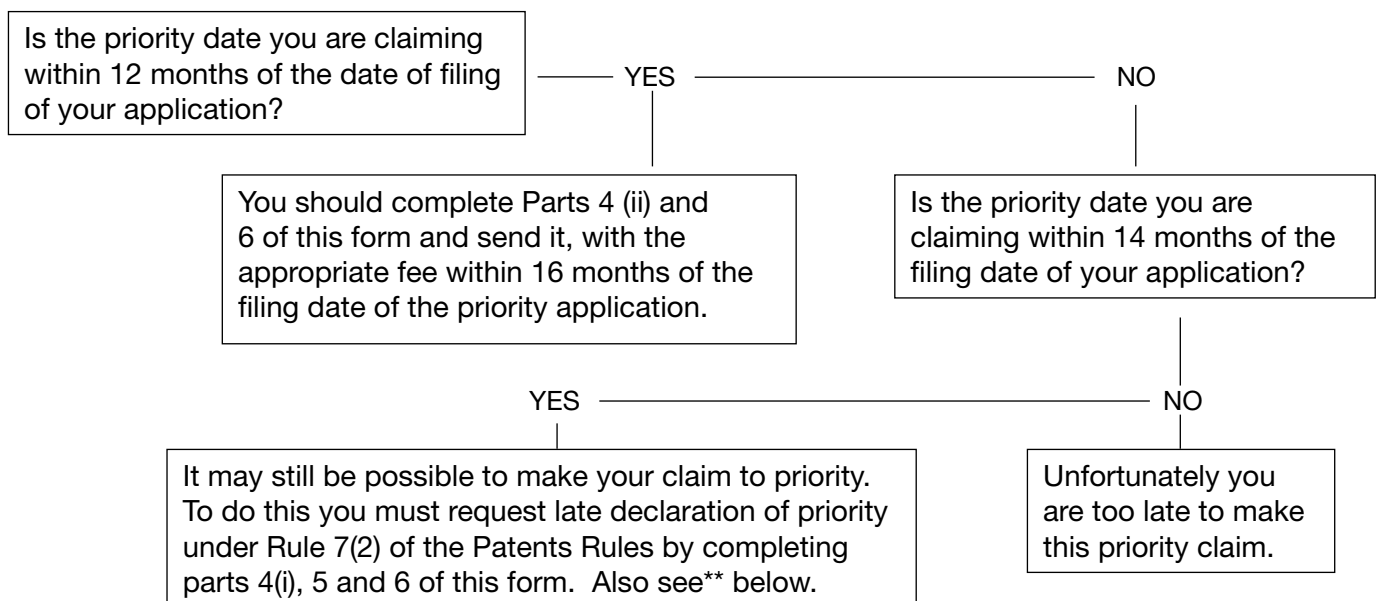 Is the priority date you are claiming
within 12 months of the date of filing
of your application?
YES
NO
You should complete Parts 4 (ii) and
6 of this form and send it, with the
appropriate fee within 16 months of the
filing date of the priority application.
Is the priority date you are
claiming within 14 months of the
filing date of your application?
YES
NO
It may still be possible to make your claim to priority.
To do this you must request late declaration of priority
under Rule 7(2) of the Patents Rules by completing
parts 4(i), 5 and 6 of this form.  Also see** below.
Unfortunately you
are too late to make
this priority claim.